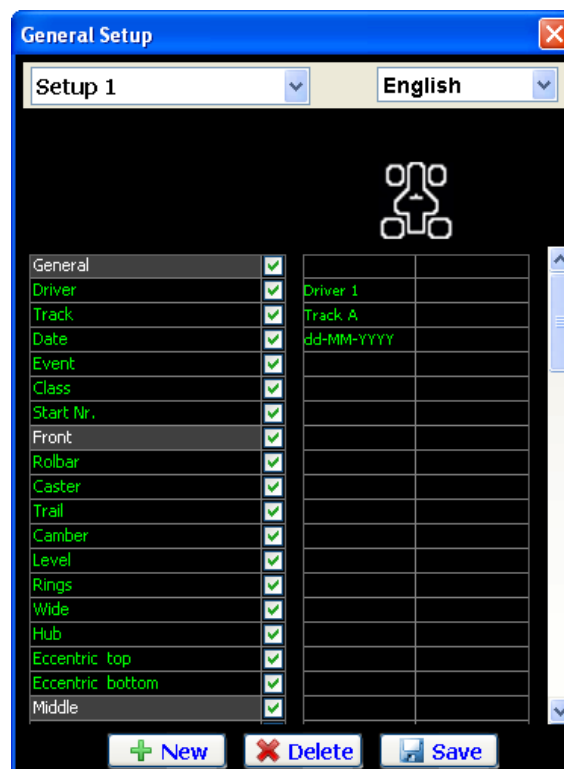 General Setup
Setup 1 English
General
Driver Driver 1
Track Track A
Date dd-MM-YYYY
Event
Class
Start Nr.
Front
Rolbar
Caster
Trail
Camber
Level
Rings
Wide
Hub
Eccentric top
Eccentric bottom
Middle
New Delete Save